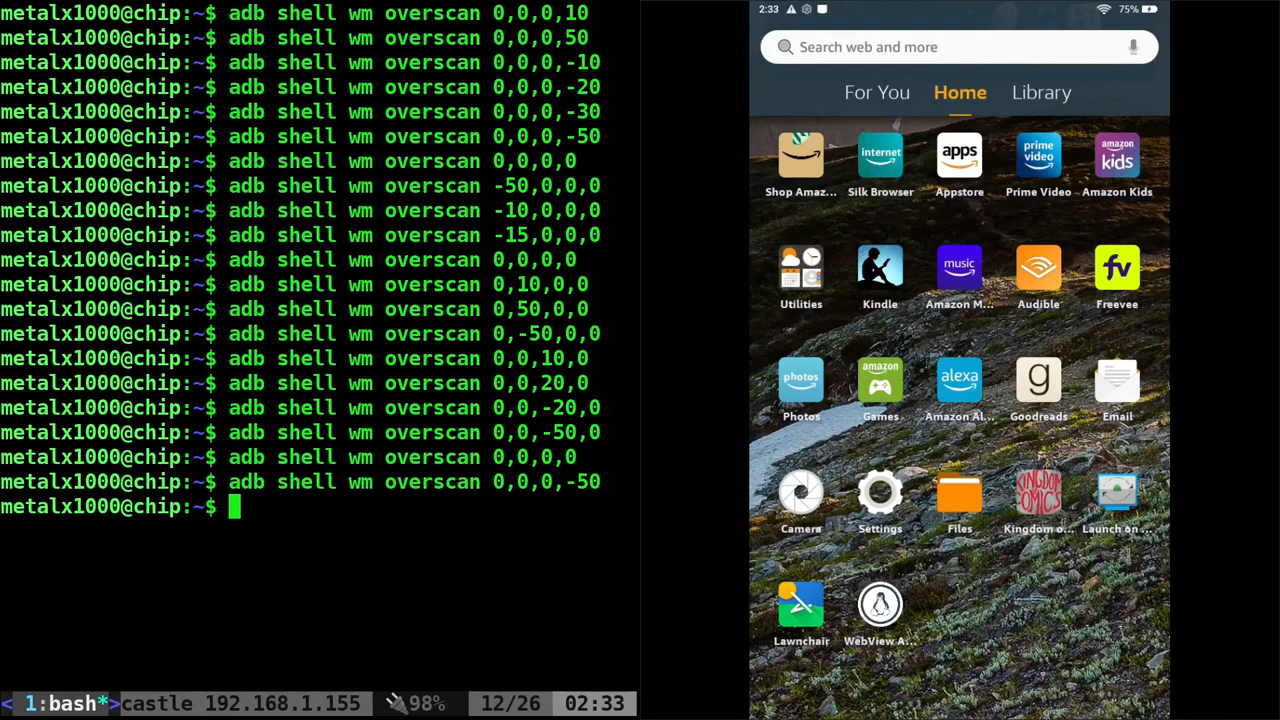 metalx1000@chip:~$ adb shell wm overscan 0,0,0,10
metalx1000@chip:~$ adb shell wm overscan 0,0,0,50
metalx1000@chip:~$ adb shell wm overscan 0,0,0,-10
metalx1000@chip:~$ adb shell wm overscan 0,0,0,-20
metalx1000@chip:~$ adb shell wm overscan 0,0,0,-30
metalx1000@chip:~$ adb shell wm overscan 0,0,0,-50
metalx1000@chip:~$ adb shell wm overscan 0,0,0,0
metalx1000@chip:~$ adb shell wm overscan -50,0,0,0
metalx1000@chip:~$ adb shell wm overscan -10,0,0,0
metalx1000@chip:~$ adb shell wm overscan -15,0,0,0
metalx1000@chip:~$ adb shell wm overscan 0,0,0,0
metalx1000@chip:~$ adb shell wm overscan 0,10,0,0
metalx1000@chip:~$ adb shell wm overscan 0,50,0,0
metalx1000@chip:~$ adb shell wm overscan 0,-50,0,0
metalx1000@chip:~$ adb shell wm overscan 0,0,10,0
metalx1000@chip:~$ adb shell wm overscan 0,0,20,0
metalx1000@chip:~$ adb shell wm overscan 0,0,-20,0
metalx1000@chip:~$ adb shell wm overscan 0,0,-50,0
metalx1000@chip:~$ adb shell wm overscan 0,0,0,0
metalx1000@chip:~$ adb shell wm overscan 0,0,0,-50
metalx1000@chip:~$
< 1:bash*>castle 192.168.1.155 98% 12/26 02:33
2:33 75%
Search web and more
For You Home Library
internet apps prime video amazon kids
Shop Amaz... Silk Browser Appstore Prime Video Amazon Kids
music fv
Utilities Kindle Amazon M... Audible Freevee
photos amazon alexa g
Photos Games Amazon Al... Goodreads Email
KINGDOM COMICS
Camera Settings Files Kingdom o... Launch on ...
Lawnchair WebView A...